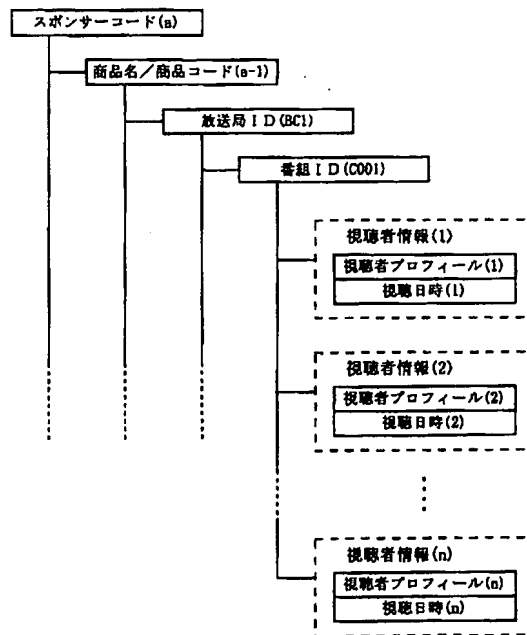 スポンサーコード(a)
商品名／商品コード(a-1)
放送局ＩＤ(BC1)
番組ＩＤ(C001)
視聴者情報(1)
視聴者プロフィール(1)
視聴日時(1)
視聴者情報(2)
視聴者プロフィール(2)
視聴日時(2)
視聴者情報(n)
視聴者プロフィール(n)
視聴日時(n)